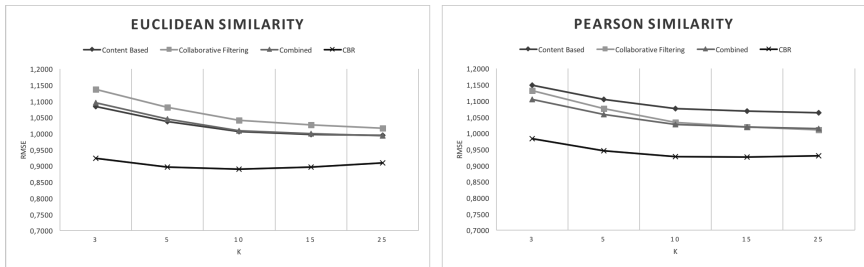 EUCLIDEAN SIMILARITY
Content Based Collaborative Filtering Combined CBR
1,2000
1,1500
1,1000
1,0500
1,0000
0,9500
0,9000
0,8500
0,8000
0,7500
0,7000
RMSE
3 5 10 15 25
K
PEARSON SIMILARITY
Content Based Collaborative Filtering Combined CBR
1,2000
1,1500
1,1000
1,0500
1,0000
0,9500
0,9000
0,8500
0,8000
0,7500
0,7000
RMSE
3 5 10 15 25
K